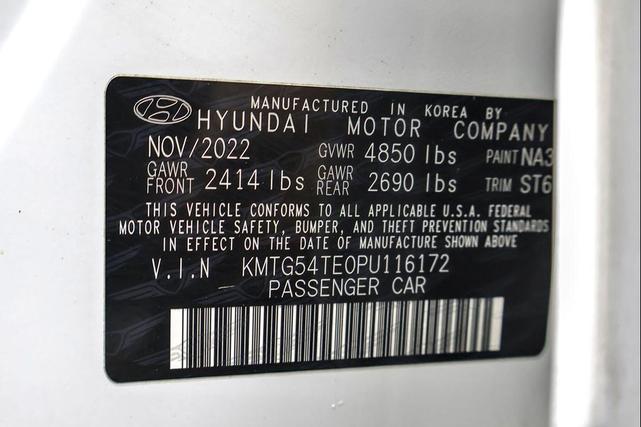 MANUFACTURED IN KOREA BY
HYUNDAI MOTOR COMPANY
NOV/2022 GVWR 4850 lbs PAINT NA3
GAWR FRONT 2414 lbs GAWR REAR 2690 lbs TRIM ST6
THIS VEHICLE CONFORMS TO ALL APPLICABLE U.S.A. FEDERAL
MOTOR VEHICLE SAFETY, BUMPER, AND THEFT PREVENTION STANDARDS
IN EFFECT ON THE DATE OF MANUFACTURE SHOWN ABOVE
V.I.N KMTG54TE0PU116172
PASSENGER CAR